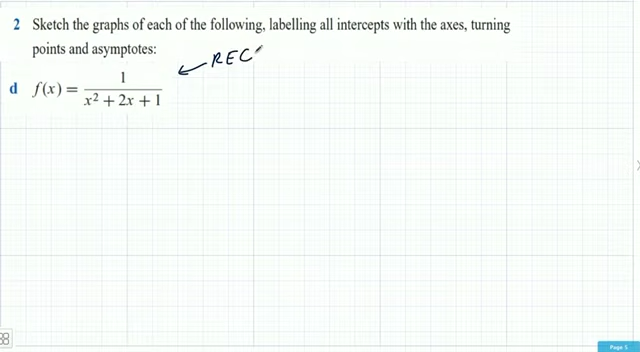 2 Sketch the graphs of each of the following, labelling all intercepts with the axes, turning
points and asymptotes:
REC
d f(x) = 1 / (x² + 2x + 1)
Page 5